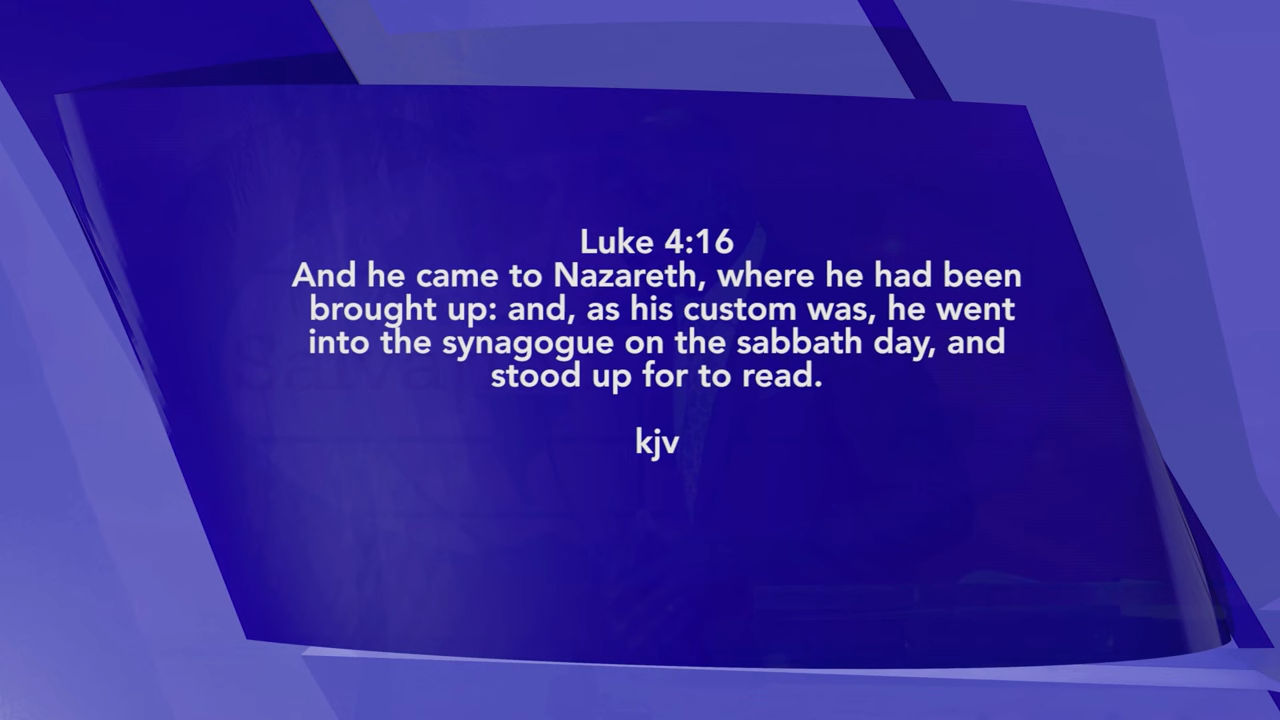 Luke 4:16
And he came to Nazareth, where he had been
brought up: and, as his custom was, he went
into the synagogue on the sabbath day, and
stood up for to read.
kjv